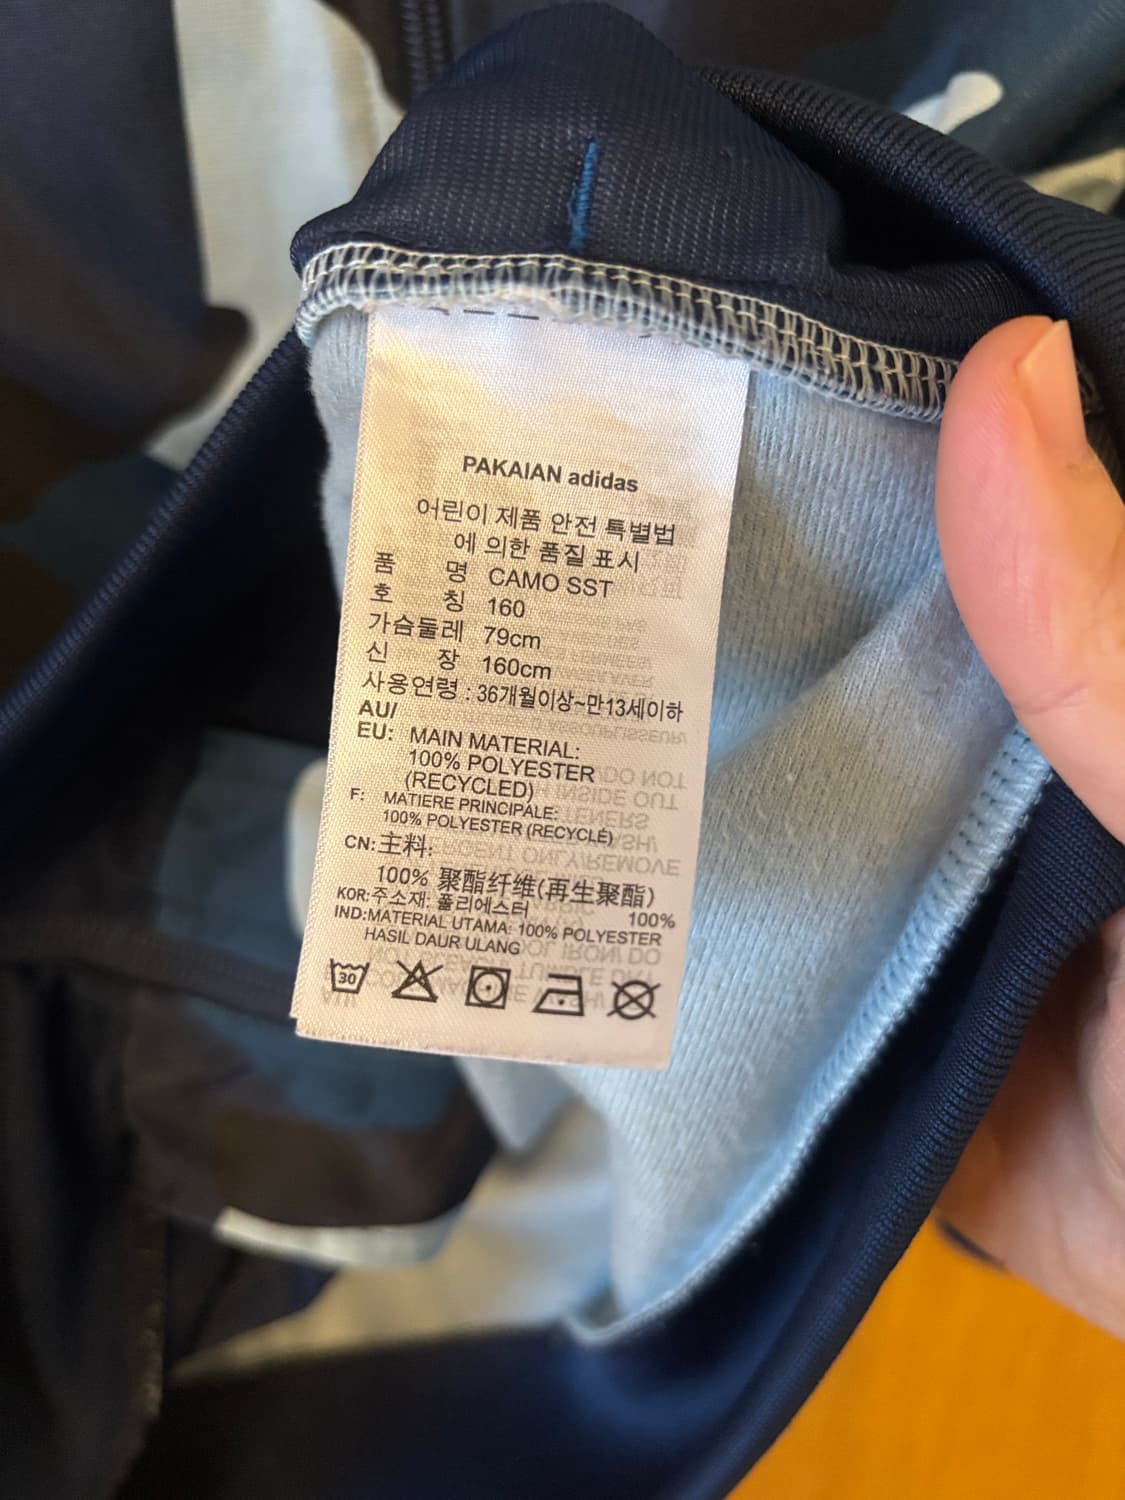 PAKAIAN adidas
어린이 제품 안전 특별법
에 의한 품질 표시
품 명 CAMO SST
호 칭 160
가슴둘레 79cm
신 장 160cm
사용연령 : 36개월이상~만13세이하
AU/
EU: MAIN MATERIAL:
100% POLYESTER
(RECYCLED)
F: MATIERE PRINCIPALE:
100% POLYESTER (RECYCLÉ)
CN:主料:
100% 聚酯纤维(再生聚酯)
KOR:주소재: 폴리에스터 100%
IND:MATERIAL UTAMA: 100% POLYESTER
HASIL DAUR ULANG
30